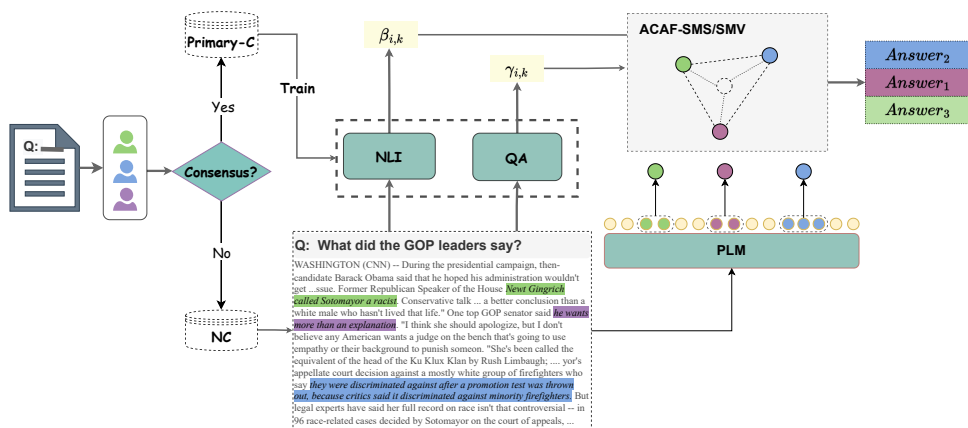 Q:
Primary-C
Yes
Consensus?
No
NC
Train
β_{i,k}
γ_{i,k}
NLI
QA
ACAF-SMS/SMV
Answer_2
Answer_1
Answer_3
PLM
Q: What did the GOP leaders say?
WASHINGTON (CNN) -- During the presidential campaign, then-
candidate Barack Obama said that he hoped his administration wouldn't
get ...ssue. Former Republican Speaker of the House Newt Gingrich
called Sotomayor a racist. Conservative talk ... a better conclusion than a
white male who hasn't lived that life." One top GOP senator said he wants
more than an explanation. "I think she should apologize, but I don't
believe any American wants a judge on the bench that's going to use
empathy or their background to punish someon. "She's been called the
equivalent of the head of the Ku Klux Klan by Rush Limbaugh; .... yor's
appellate court decision against a mostly white group of firefighters who
say they were discriminated against after a promotion test was thrown
out, because critics said it discriminated against minority firefighters. But
legal experts have said her full record on race isn't that controversial -- in
96 race-related cases decided by Sotomayor on the court of appeals, ...